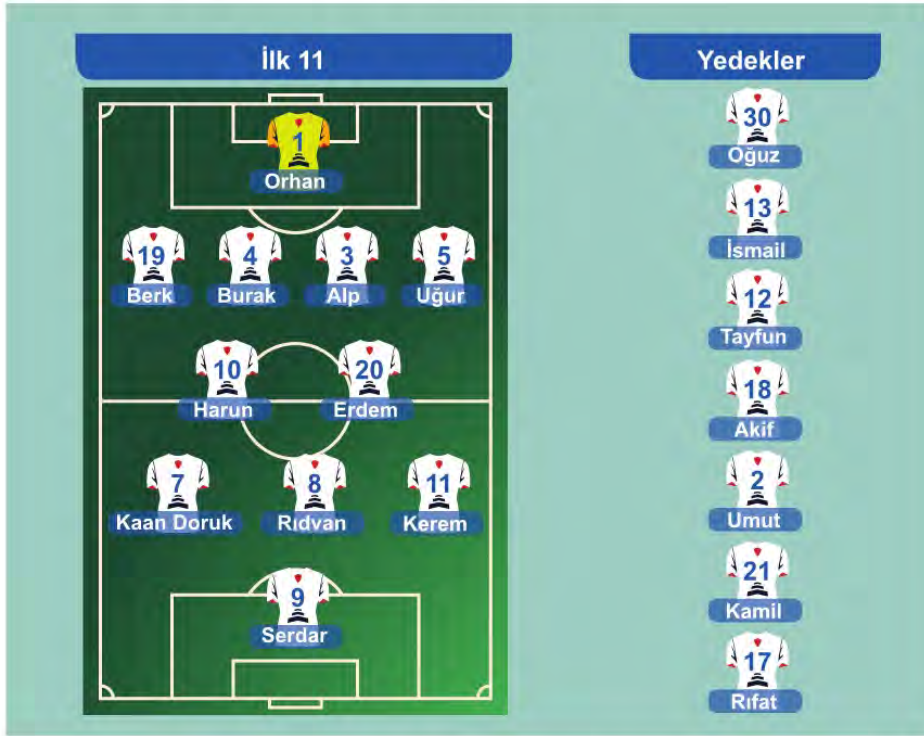 İlk 11
1
Orhan
19 4 3 5
Berk Burak Alp Uğur
10 20
Harun Erdem
7 8 11
Kaan Doruk Rıdvan Kerem
9
Serdar
Yedekler
30
Oğuz
13
İsmail
12
Tayfun
18
Akif
2
Umut
21
Kamil
17
Rıfat